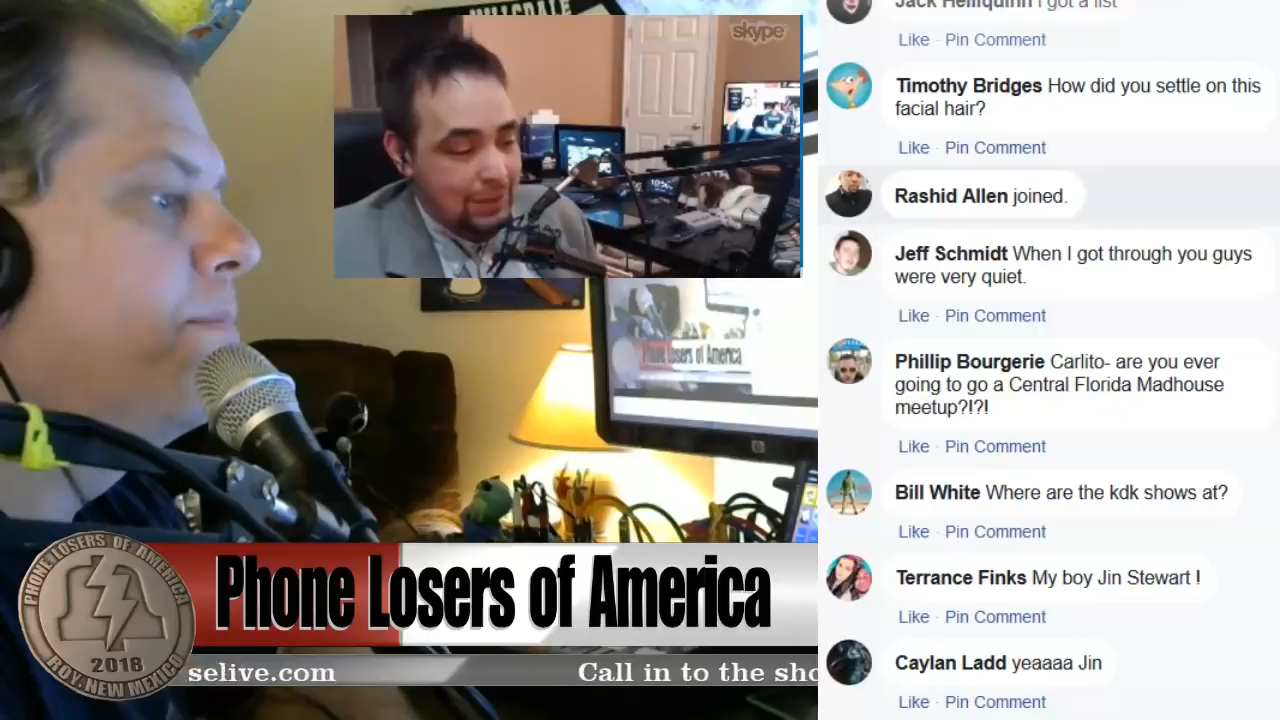 HILLSDALE
skype
Phone Losers of America
PHONE LOSERS OF AMERICA
2018
ROY, NEW MEXICO
Phone Losers of America
selive.com
Call in to the sho
Jack Helliquinn I got a list
Like · Pin Comment
Timothy Bridges How did you settle on this
facial hair?
Like · Pin Comment
Rashid Allen joined.
Jeff Schmidt When I got through you guys
were very quiet.
Like · Pin Comment
Phillip Bourgerie Carlito- are you ever
going to go a Central Florida Madhouse
meetup?!?!
Like · Pin Comment
Bill White Where are the kdk shows at?
Like · Pin Comment
Terrance Finks My boy Jin Stewart !
Like · Pin Comment
Caylan Ladd yeaaaa Jin
Like · Pin Comment